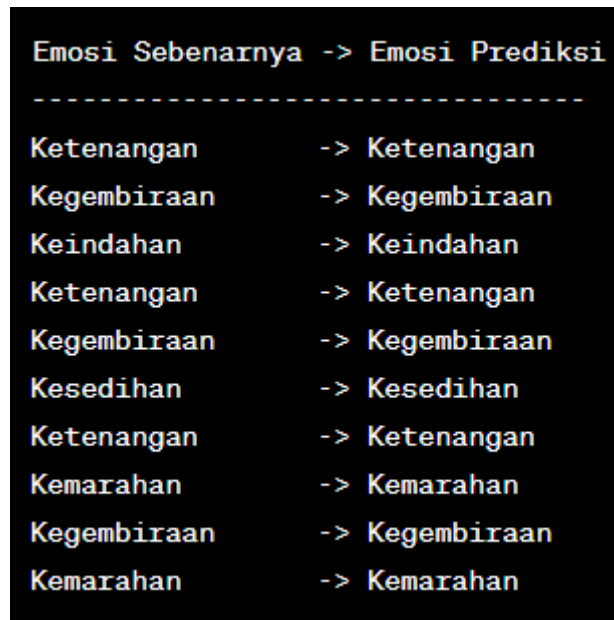 Emosi Sebenarnya -> Emosi Prediksi
----------------------------------
Ketenangan -> Ketenangan
Kegembiraan -> Kegembiraan
Keindahan -> Keindahan
Ketenangan -> Ketenangan
Kegembiraan -> Kegembiraan
Kesedihan -> Kesedihan
Ketenangan -> Ketenangan
Kemarahan -> Kemarahan
Kegembiraan -> Kegembiraan
Kemarahan -> Kemarahan